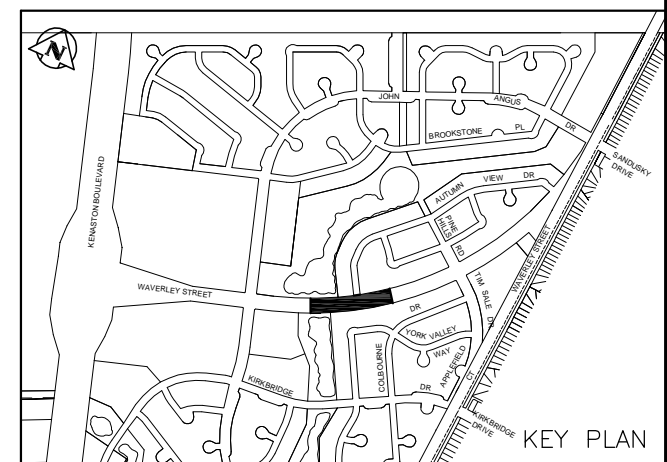 N
JOHN
ANGUS
DR
BROOKSTONE PL
SANDUSKY
DRIVE
KENASTON BOULEVARD
AUTUMN
VIEW DR
PINE
HILLS
RD
WAVERLEY STREET
WAVERLEY STREET
TIM SALE DR
DR
YORK VALLEY
WAY
COLBOURNE
APPLEFIELD
CT
KIRKBRIDGE
DR
KIRKBRIDGE
DRIVE
KEY PLAN